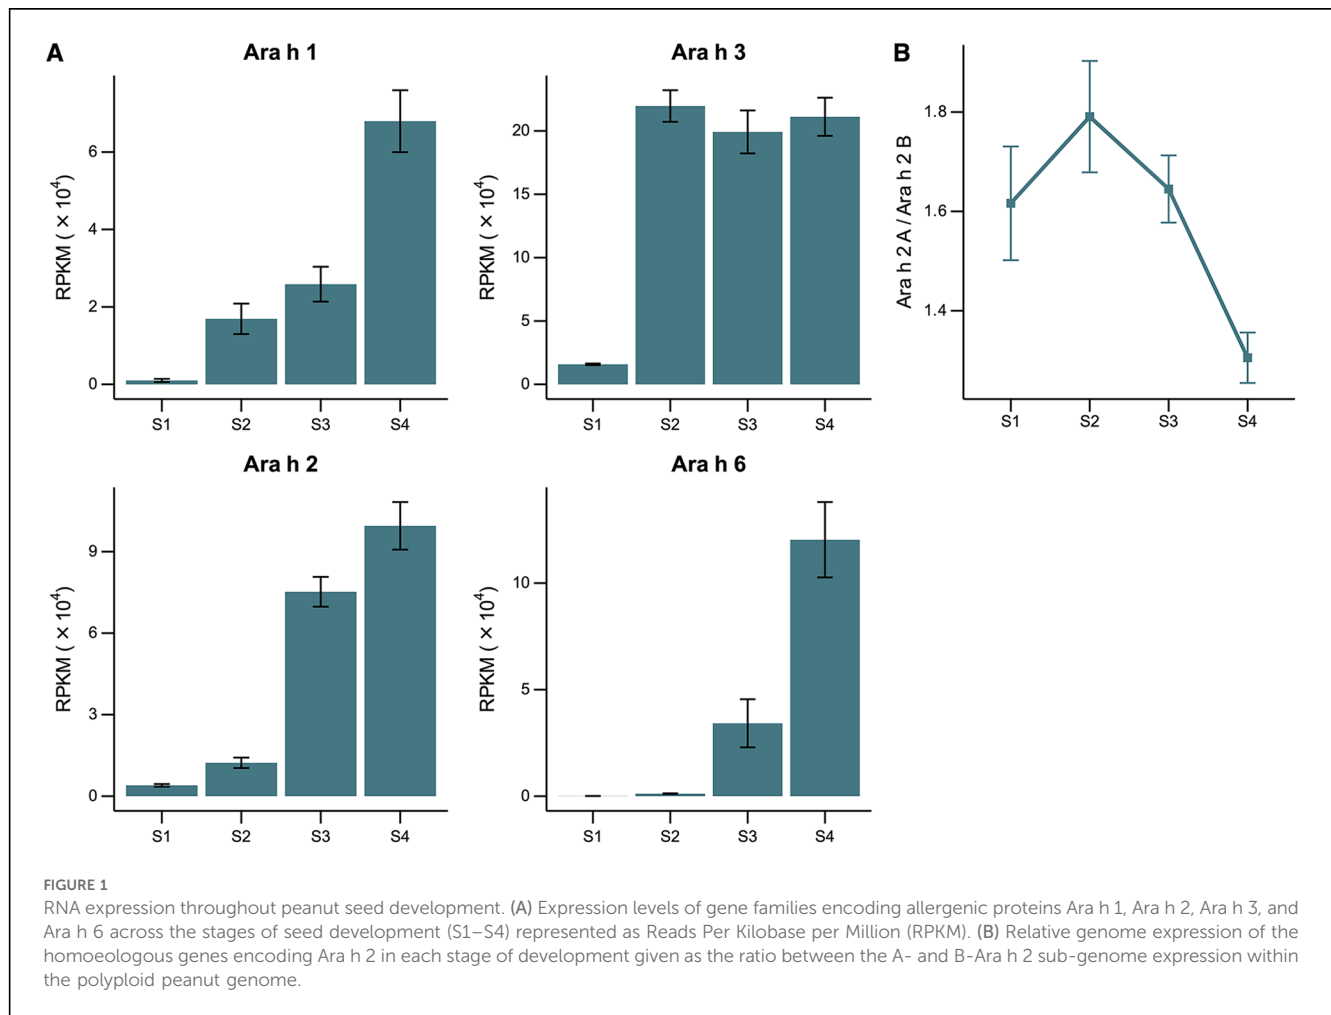 A
Ara h 1
RPKM ( × 10⁴)
6
4
2
0
S1 S2 S3 S4
Ara h 3
RPKM ( × 10⁴)
20
15
10
5
0
S1 S2 S3 S4
B
Ara h 2 A / Ara h 2 B
1.8
1.6
1.4
S1 S2 S3 S4
Ara h 2
RPKM ( × 10⁴)
9
6
3
0
S1 S2 S3 S4
Ara h 6
RPKM ( × 10⁴)
10
5
0
S1 S2 S3 S4
FIGURE 1
RNA expression throughout peanut seed development. (A) Expression levels of gene families encoding allergenic proteins Ara h 1, Ara h 2, Ara h 3, and
Ara h 6 across the stages of seed development (S1–S4) represented as Reads Per Kilobase per Million (RPKM). (B) Relative genome expression of the
homoeologous genes encoding Ara h 2 in each stage of development given as the ratio between the A- and B-Ara h 2 sub-genome expression within
the polyploid peanut genome.